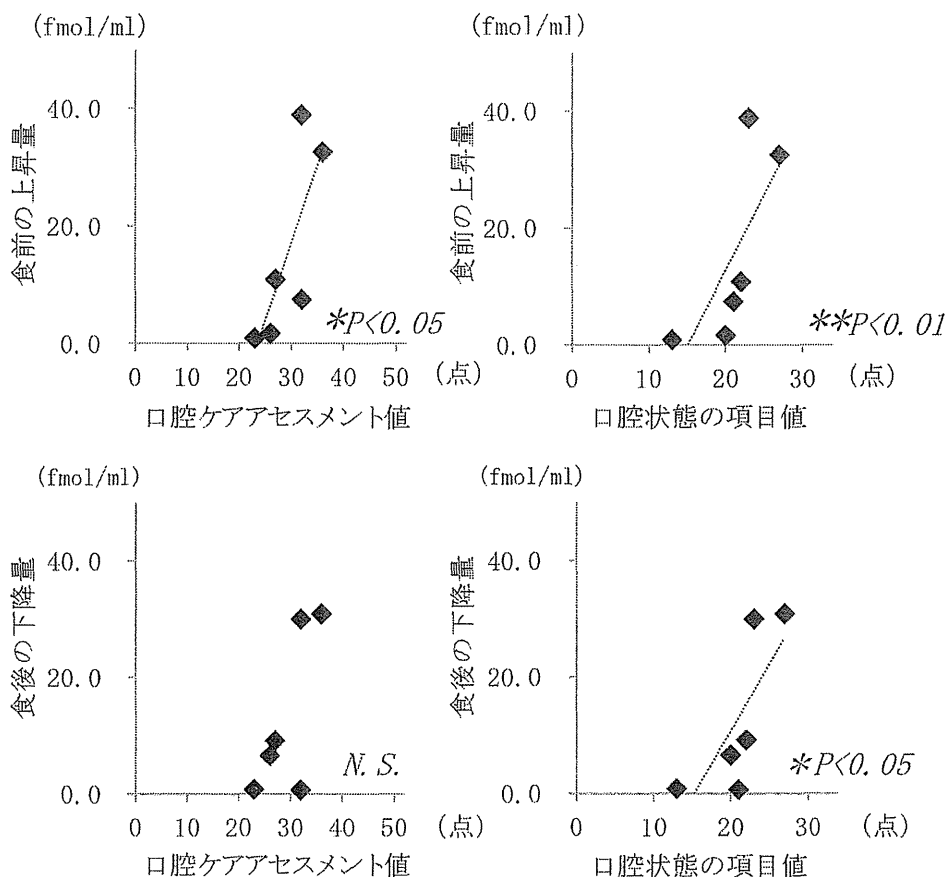 (fmol/ml)
食前の上昇量
40.0
20.0
0.0
*P<0.05
0 10 20 30 40 50 (点)
口腔ケアアセスメント値
(fmol/ml)
食前の上昇量
40.0
20.0
0.0
**P<0.01
0 10 20 30 (点)
口腔状態の項目値
(fmol/ml)
食後の下降量
40.0
20.0
0.0
N.S.
0 10 20 30 40 50 (点)
口腔ケアアセスメント値
(fmol/ml)
食後の下降量
40.0
20.0
0.0
*P<0.05
0 10 20 30 (点)
口腔状態の項目値